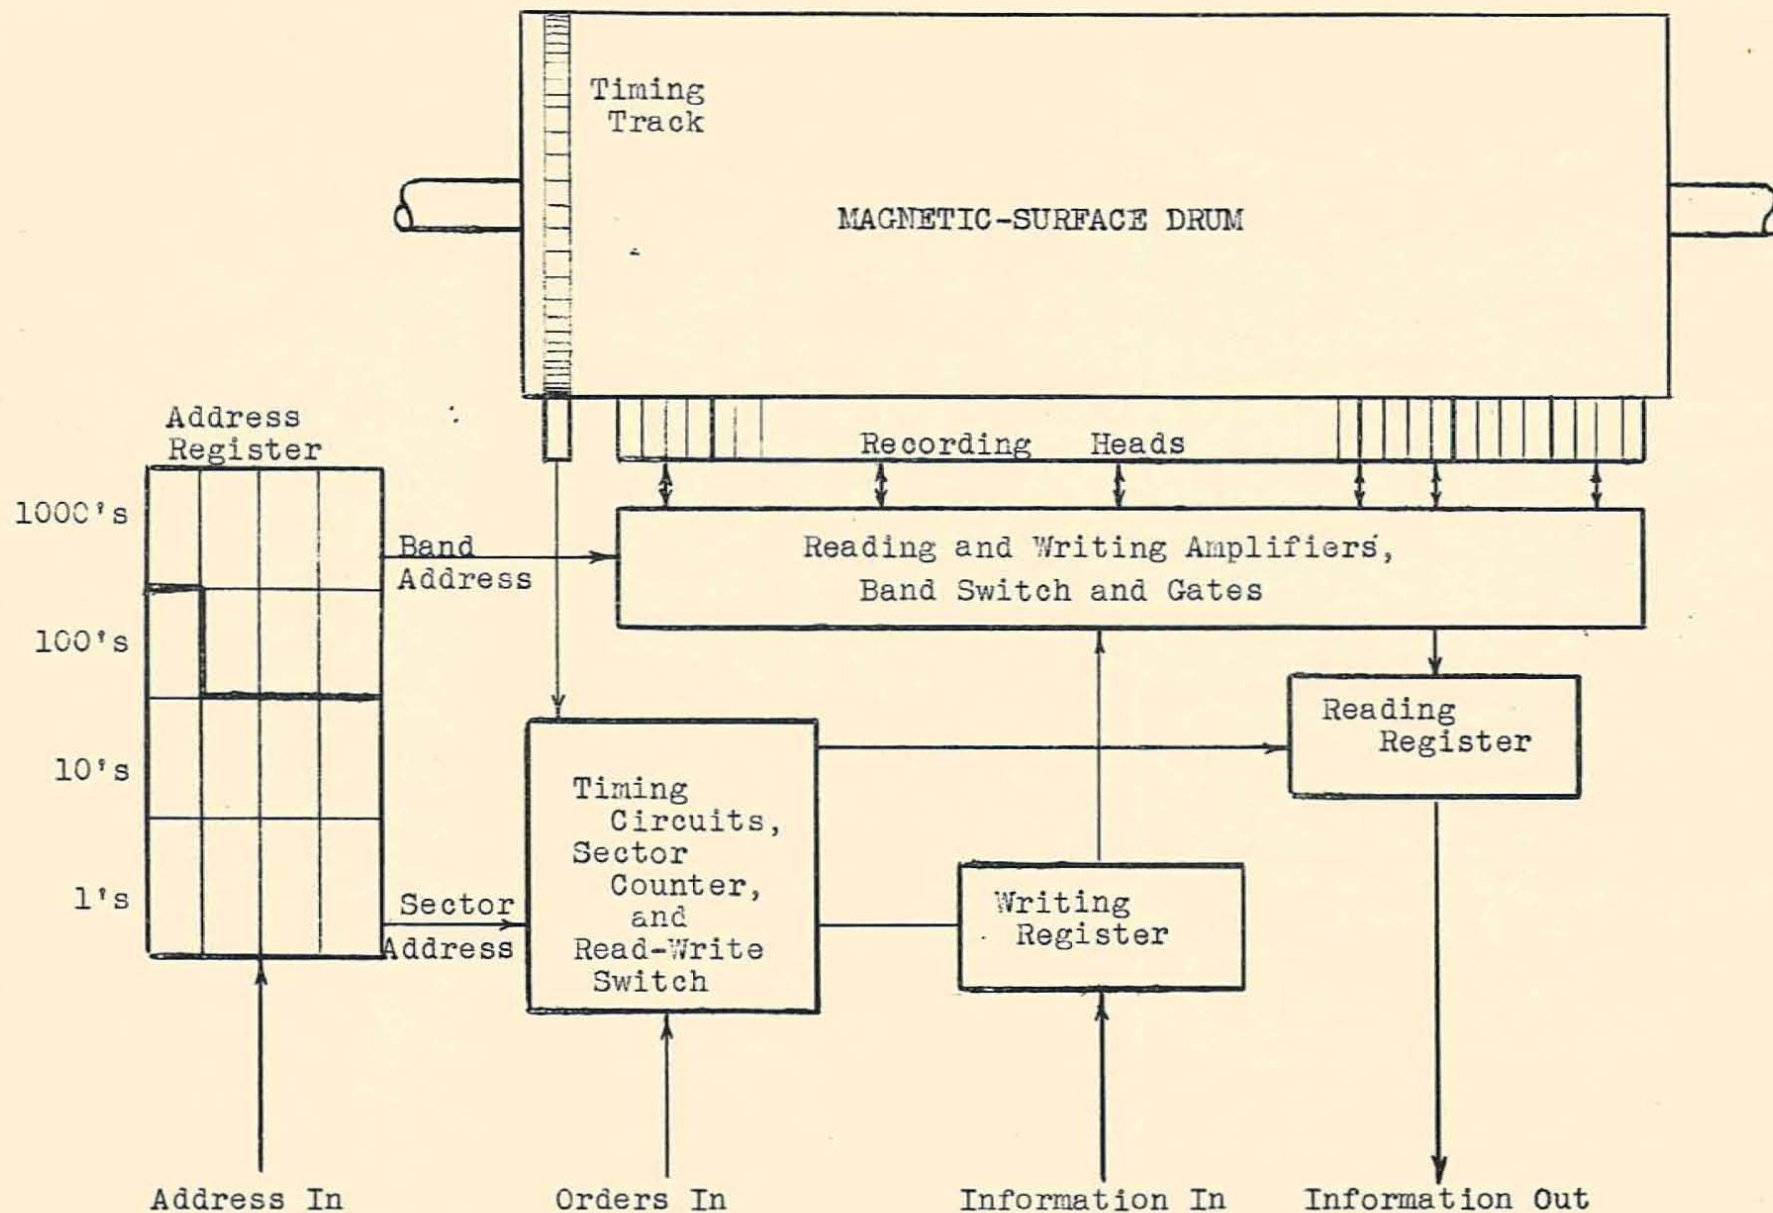 Timing
Track
MAGNETIC-SURFACE DRUM
Address
Register
Recording Heads
1000's
Band
Address
Reading and Writing Amplifiers,
Band Switch and Gates
100's
Reading
Register
10's
Timing
Circuits,
Sector
Counter,
and
Read-Write
Switch
1's
Sector
Address
Writing
Register
Address In
Orders In
Information In
Information Out